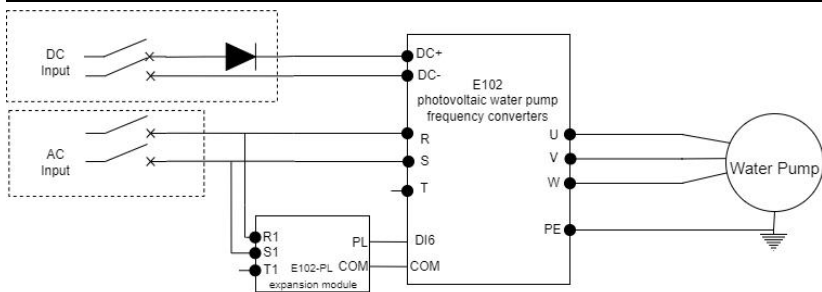 DC
Input
DC+
DC-
E102
photovoltaic water pump
frequency converters
AC
Input
R
S
T
U
V
W
PE
Water Pump
R1
S1
T1
PL
COM
E102-PL
expansion module
DI6
COM